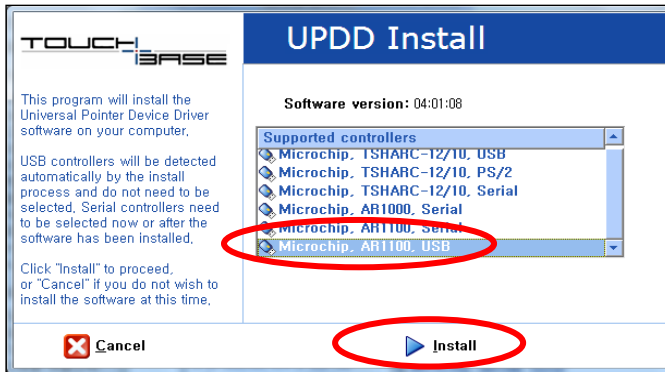 TOUCH
BASE
UPDD Install
This program will install the
Universal Pointer Device Driver
software on your computer.
USB controllers will be detected
automatically by the install
process and do not need to be
selected. Serial controllers need
to be selected now or after the
software has been installed.
Click "Install" to proceed,
or "Cancel" if you do not wish to
install the software at this time.
Software version: 04:01:08
Supported controllers
Microchip, TSHARC-12/10, USB
Microchip, TSHARC-12/10, PS/2
Microchip, TSHARC-12/10, Serial
Microchip, AR1000, Serial
Microchip, AR1100, Serial
Microchip, AR1100, USB
Cancel
Install